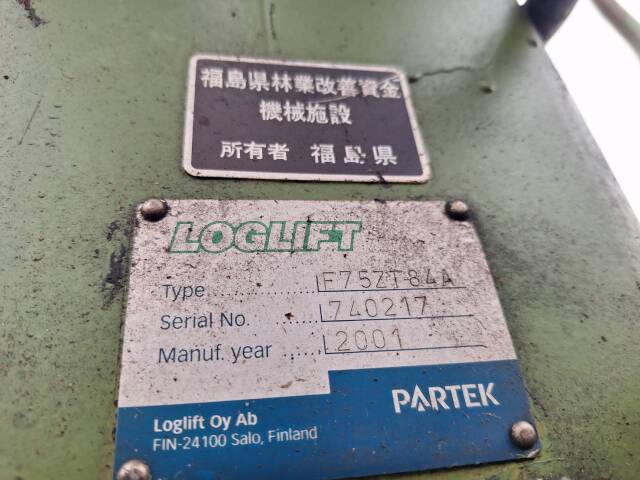 福島県林業改善資金
機械施設
所有者 福島県
LOGLIFT
Type ............ F75ZT84A
Serial No. ........ 740217
Manuf. year ..... 2001
PARTEK
Loglift Oy Ab
FIN-24100 Salo, Finland